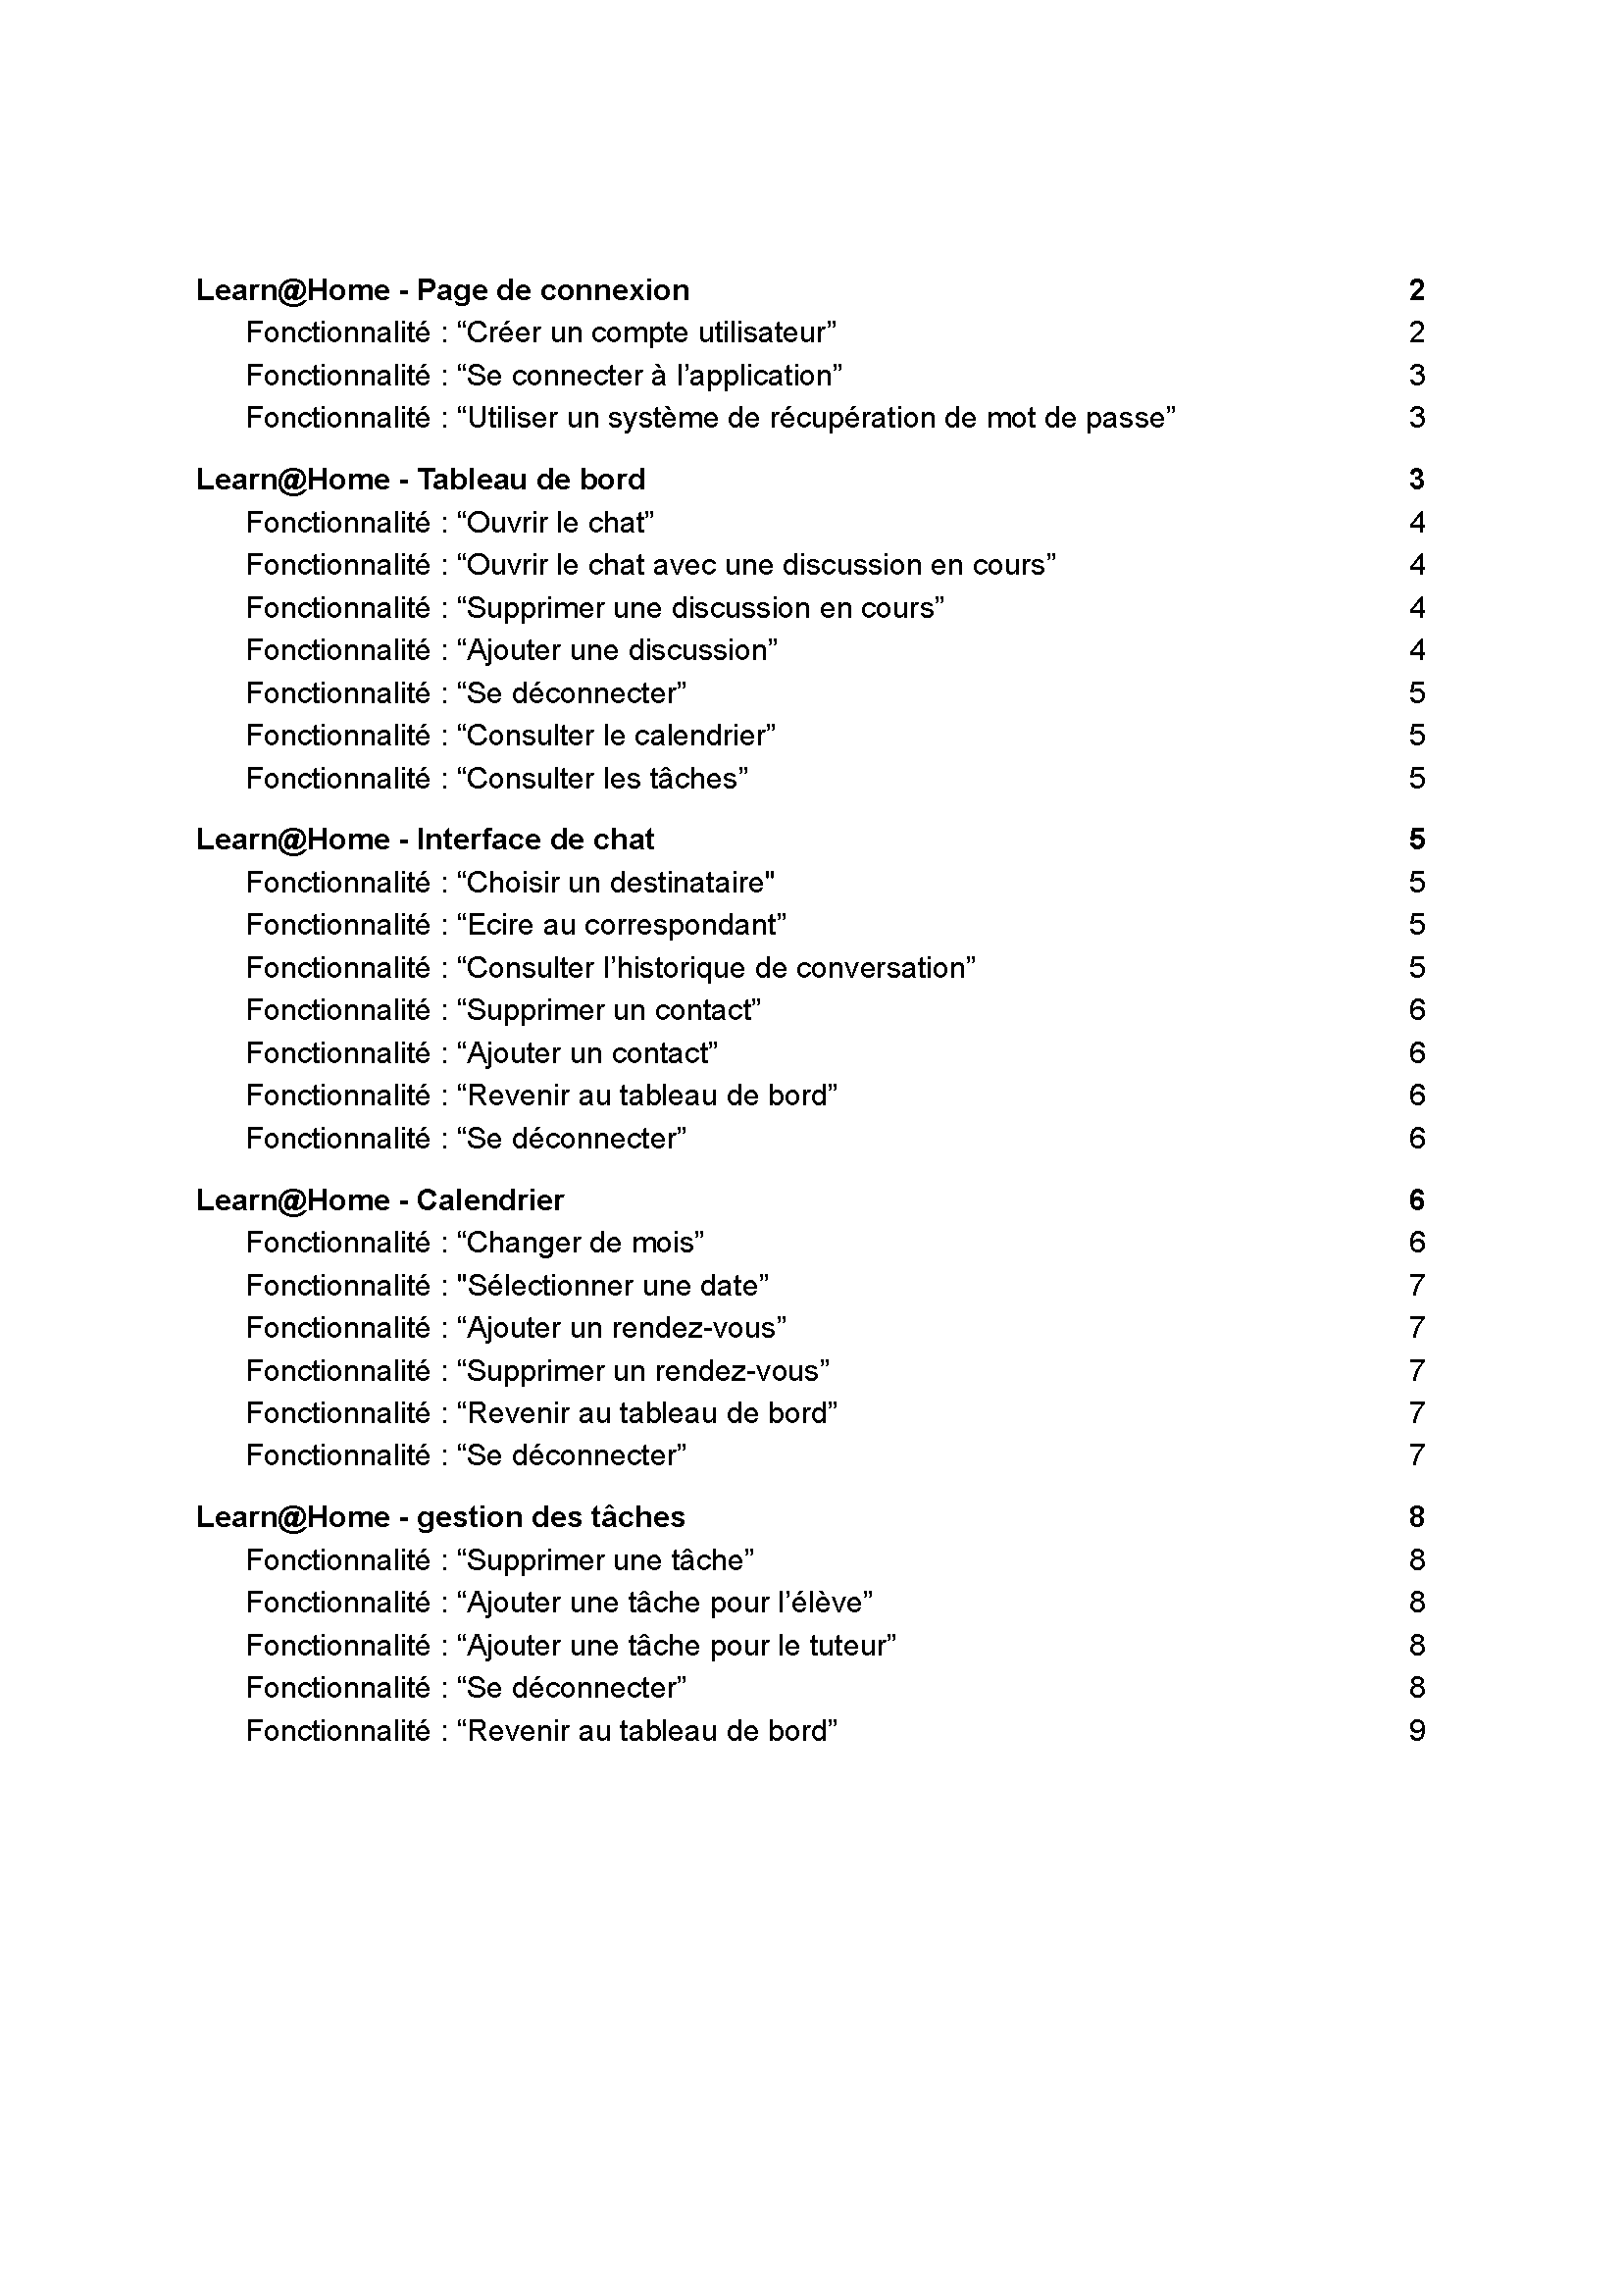 Learn@Home - Page de connexion 2
Fonctionnalité : “Créer un compte utilisateur” 2
Fonctionnalité : “Se connecter à l’application” 3
Fonctionnalité : “Utiliser un système de récupération de mot de passe” 3
Learn@Home - Tableau de bord 3
Fonctionnalité : “Ouvrir le chat” 4
Fonctionnalité : “Ouvrir le chat avec une discussion en cours” 4
Fonctionnalité : “Supprimer une discussion en cours” 4
Fonctionnalité : “Ajouter une discussion” 4
Fonctionnalité : “Se déconnecter” 5
Fonctionnalité : “Consulter le calendrier” 5
Fonctionnalité : “Consulter les tâches” 5
Learn@Home - Interface de chat 5
Fonctionnalité : “Choisir un destinataire" 5
Fonctionnalité : “Ecire au correspondant” 5
Fonctionnalité : “Consulter l’historique de conversation” 5
Fonctionnalité : “Supprimer un contact” 6
Fonctionnalité : “Ajouter un contact” 6
Fonctionnalité : “Revenir au tableau de bord” 6
Fonctionnalité : “Se déconnecter” 6
Learn@Home - Calendrier 6
Fonctionnalité : “Changer de mois” 6
Fonctionnalité : "Sélectionner une date” 7
Fonctionnalité : “Ajouter un rendez-vous” 7
Fonctionnalité : “Supprimer un rendez-vous” 7
Fonctionnalité : “Revenir au tableau de bord” 7
Fonctionnalité : “Se déconnecter” 7
Learn@Home - gestion des tâches 8
Fonctionnalité : “Supprimer une tâche” 8
Fonctionnalité : “Ajouter une tâche pour l’élève” 8
Fonctionnalité : “Ajouter une tâche pour le tuteur” 8
Fonctionnalité : “Se déconnecter” 8
Fonctionnalité : “Revenir au tableau de bord” 9